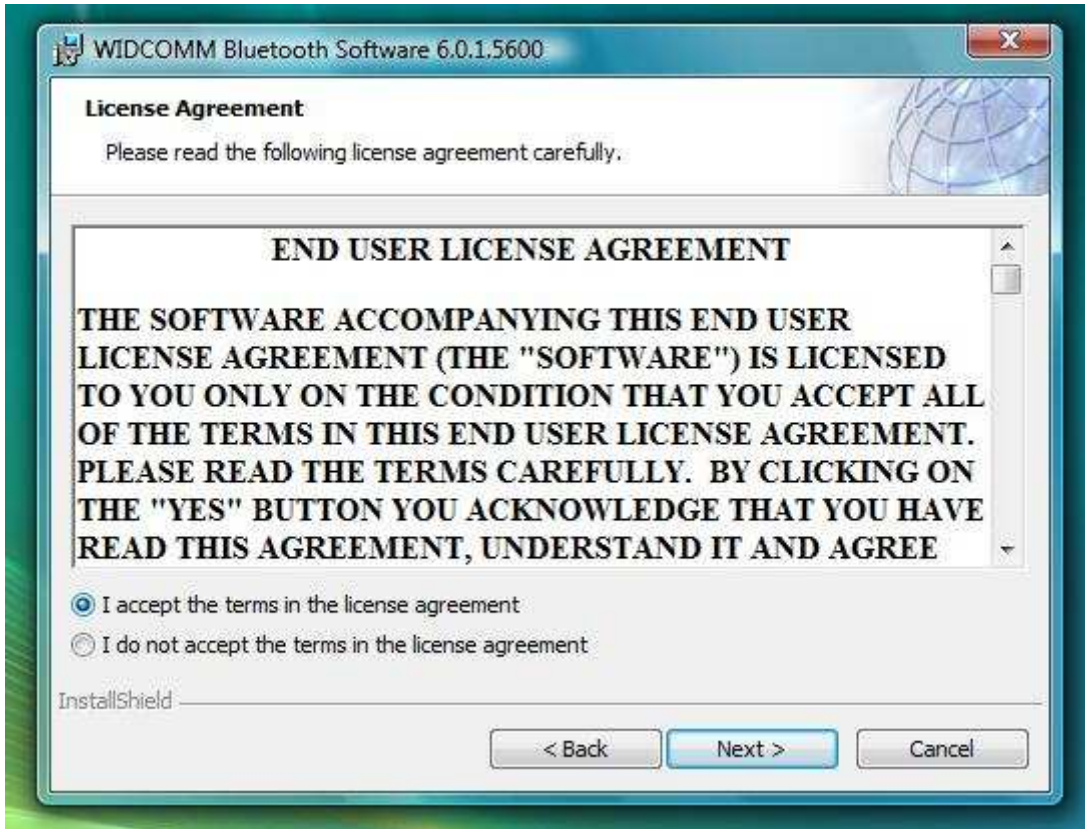 WIDCOMM Bluetooth Software 6.0.1.5600
License Agreement
Please read the following license agreement carefully.
END USER LICENSE AGREEMENT
THE SOFTWARE ACCOMPANYING THIS END USER
LICENSE AGREEMENT (THE "SOFTWARE") IS LICENSED
TO YOU ONLY ON THE CONDITION THAT YOU ACCEPT ALL
OF THE TERMS IN THIS END USER LICENSE AGREEMENT.
PLEASE READ THE TERMS CAREFULLY.  BY CLICKING ON
THE "YES" BUTTON YOU ACKNOWLEDGE THAT YOU HAVE
READ THIS AGREEMENT, UNDERSTAND IT AND AGREE
I accept the terms in the license agreement
I do not accept the terms in the license agreement
InstallShield
< Back
Next >
Cancel